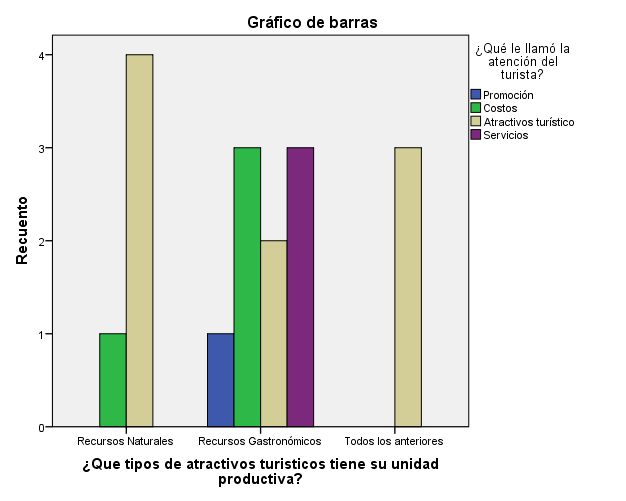 Gráfico de barras
¿Qué le llamó la
atención del
turista?
Promoción
Costos
Atractivos turístico
Servicios
Recuento
4
3
2
1
0
Recursos Naturales
Recursos Gastronómicos
Todos los anteriores
¿Que tipos de atractivos turisticos tiene su unidad
productiva?